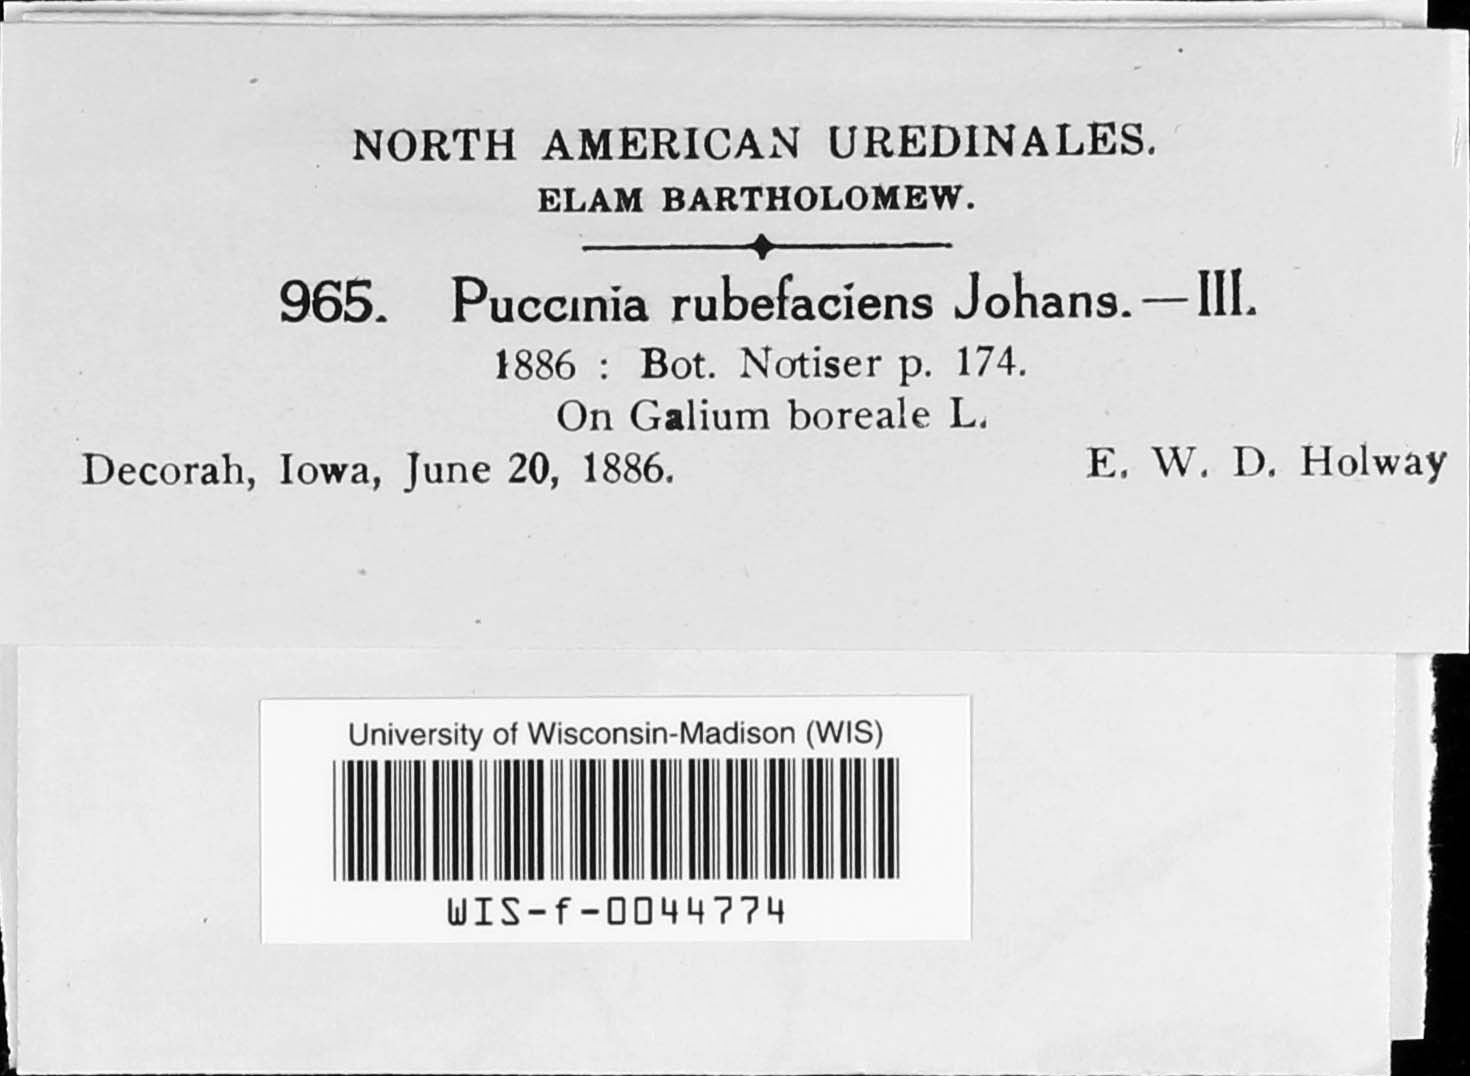 NORTH AMERICAN UREDINALES.
ELAM BARTHOLOMEW.
965. Puccinia rubefaciens Johans. — III.
1886 : Bot. Notiser p. 174.
On Galium boreale L.
Decorah, Iowa, June 20, 1886. E. W. D. Holway
University of Wisconsin-Madison (WIS)
WIS-f-0044774